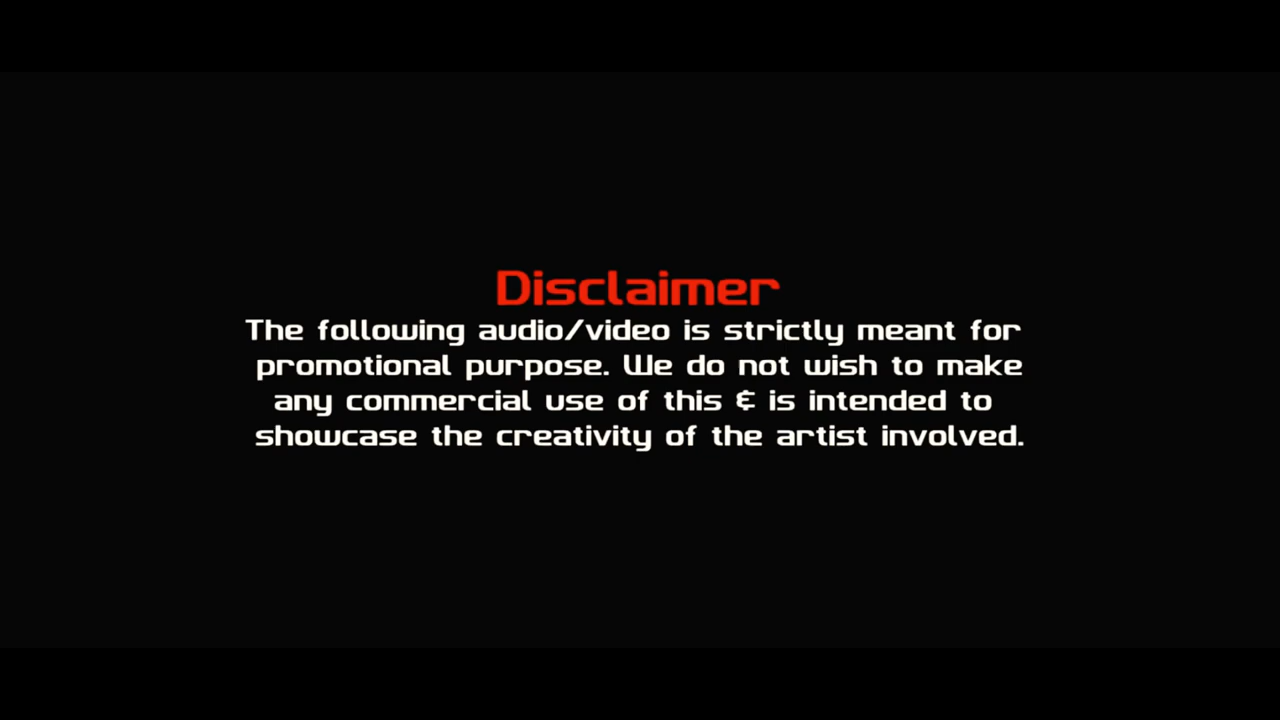 Disclaimer
The following audio/video is strictly meant for
promotional purpose. We do not wish to make
any commercial use of this & is intended to
showcase the creativity of the artist involved.